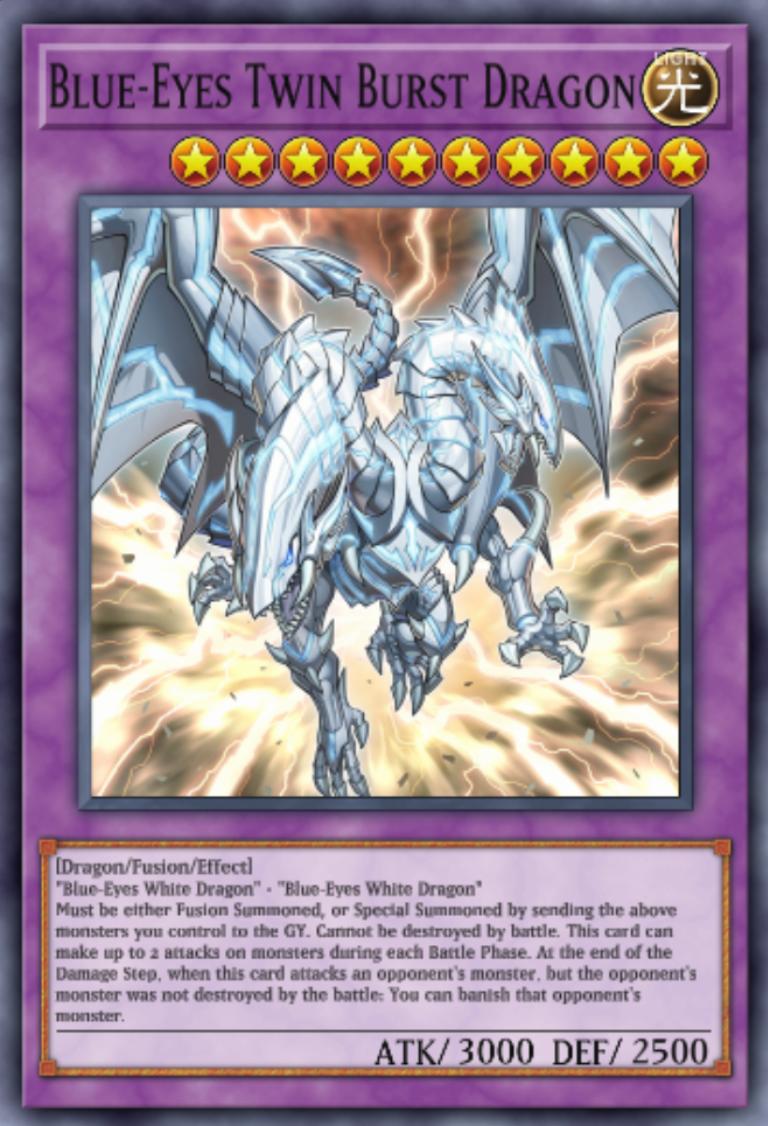 BLUE-EYES TWIN BURST DRAGON
LIGHT
光
[Dragon/Fusion/Effect]
"Blue-Eyes White Dragon" · "Blue-Eyes White Dragon"
Must be either Fusion Summoned, or Special Summoned by sending the above
monsters you control to the GY. Cannot be destroyed by battle. This card can
make up to 2 attacks on monsters during each Battle Phase. At the end of the
Damage Step, when this card attacks an opponent's monster, but the opponent's
monster was not destroyed by the battle: You can banish that opponent's
monster.
ATK/ 3000 DEF/ 2500